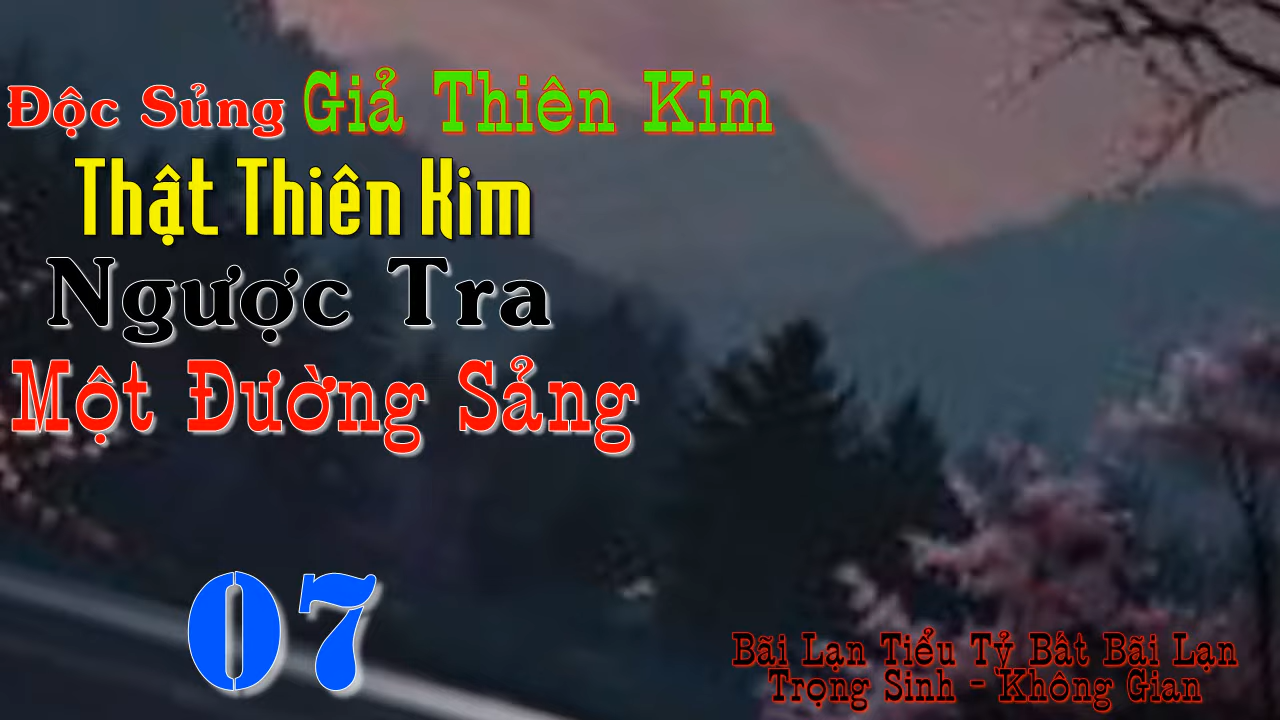 Độc Sủng Giả Thiên Kim
Thật Thiên Kim
Ngược Tra
Một Đường Sảng
07
Bãi Lạn Tiểu Tỷ Bất Bãi Lạn
Trọng Sinh - Không Gian